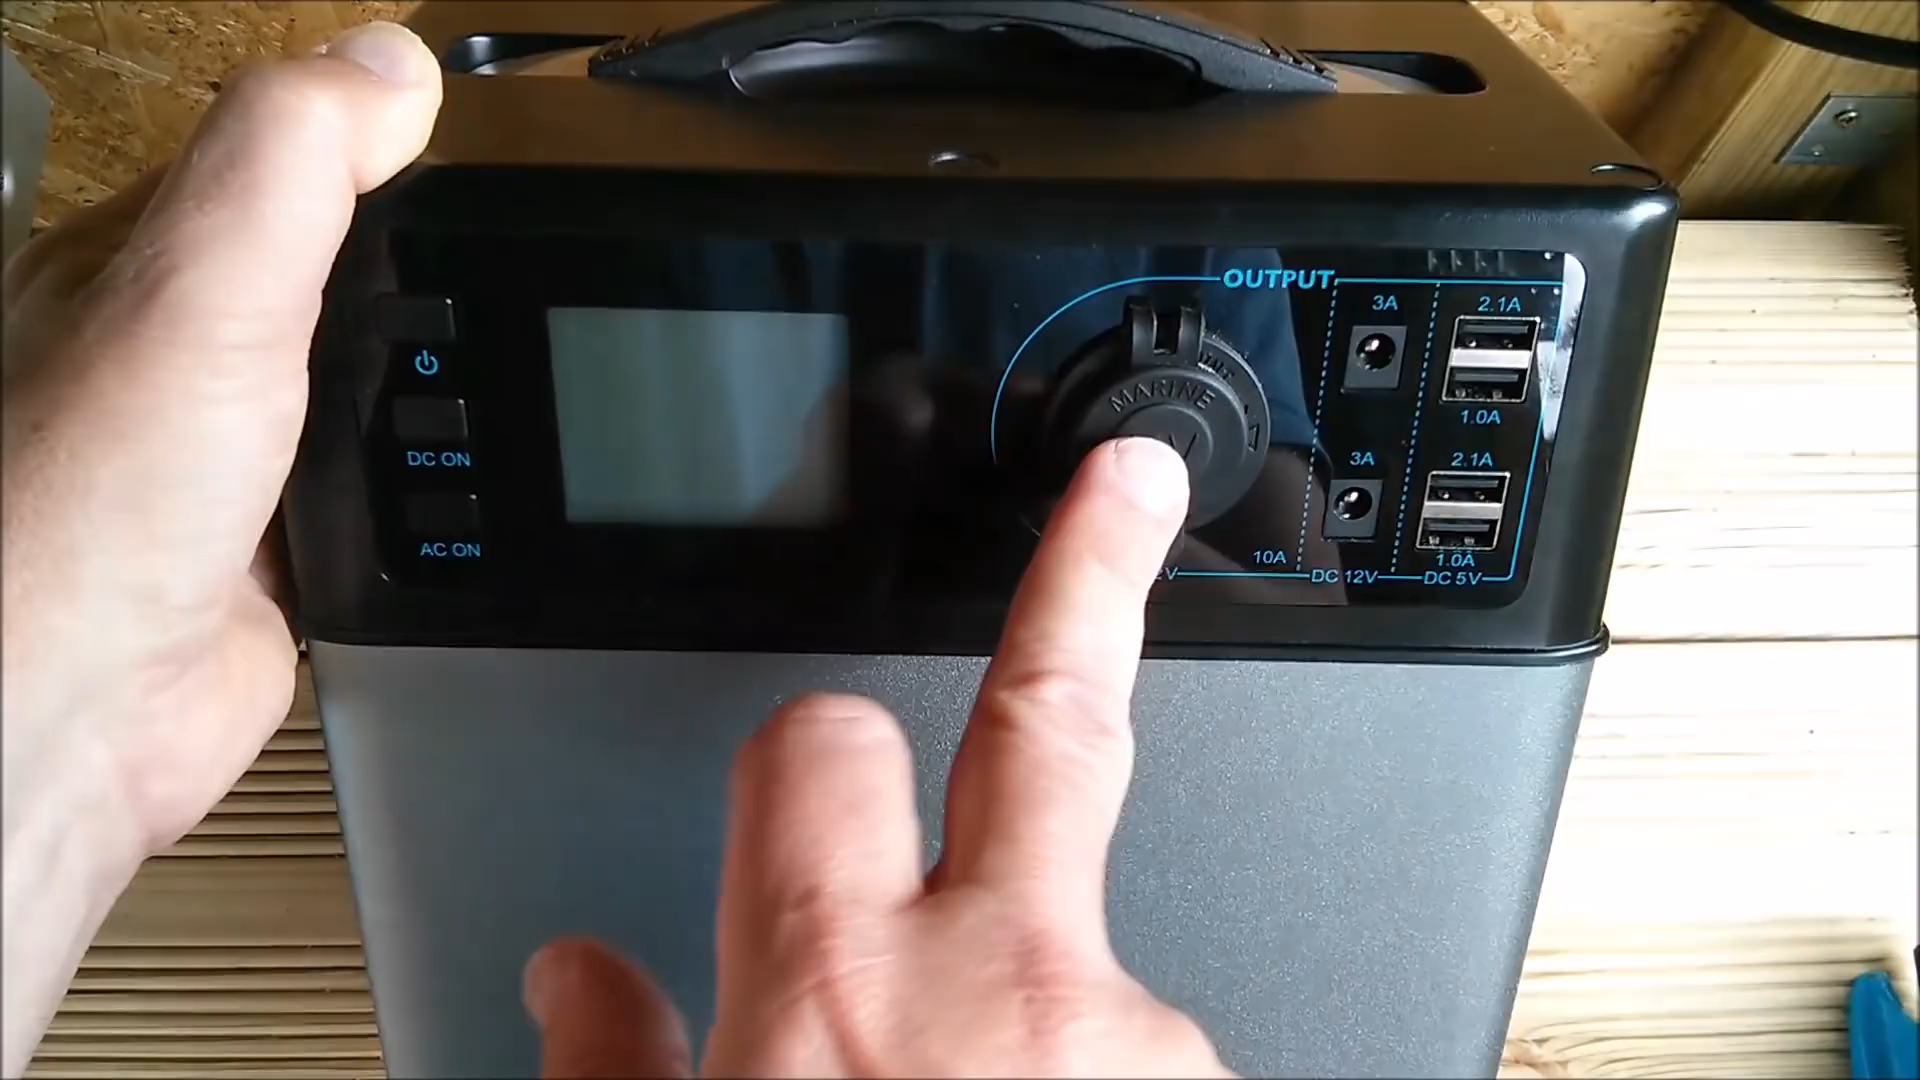 OUTPUT
3A
2.1A
MARINE
1.0A
DC ON
3A
2.1A
AC ON
10A
1.0A
DC 12V
DC 5V